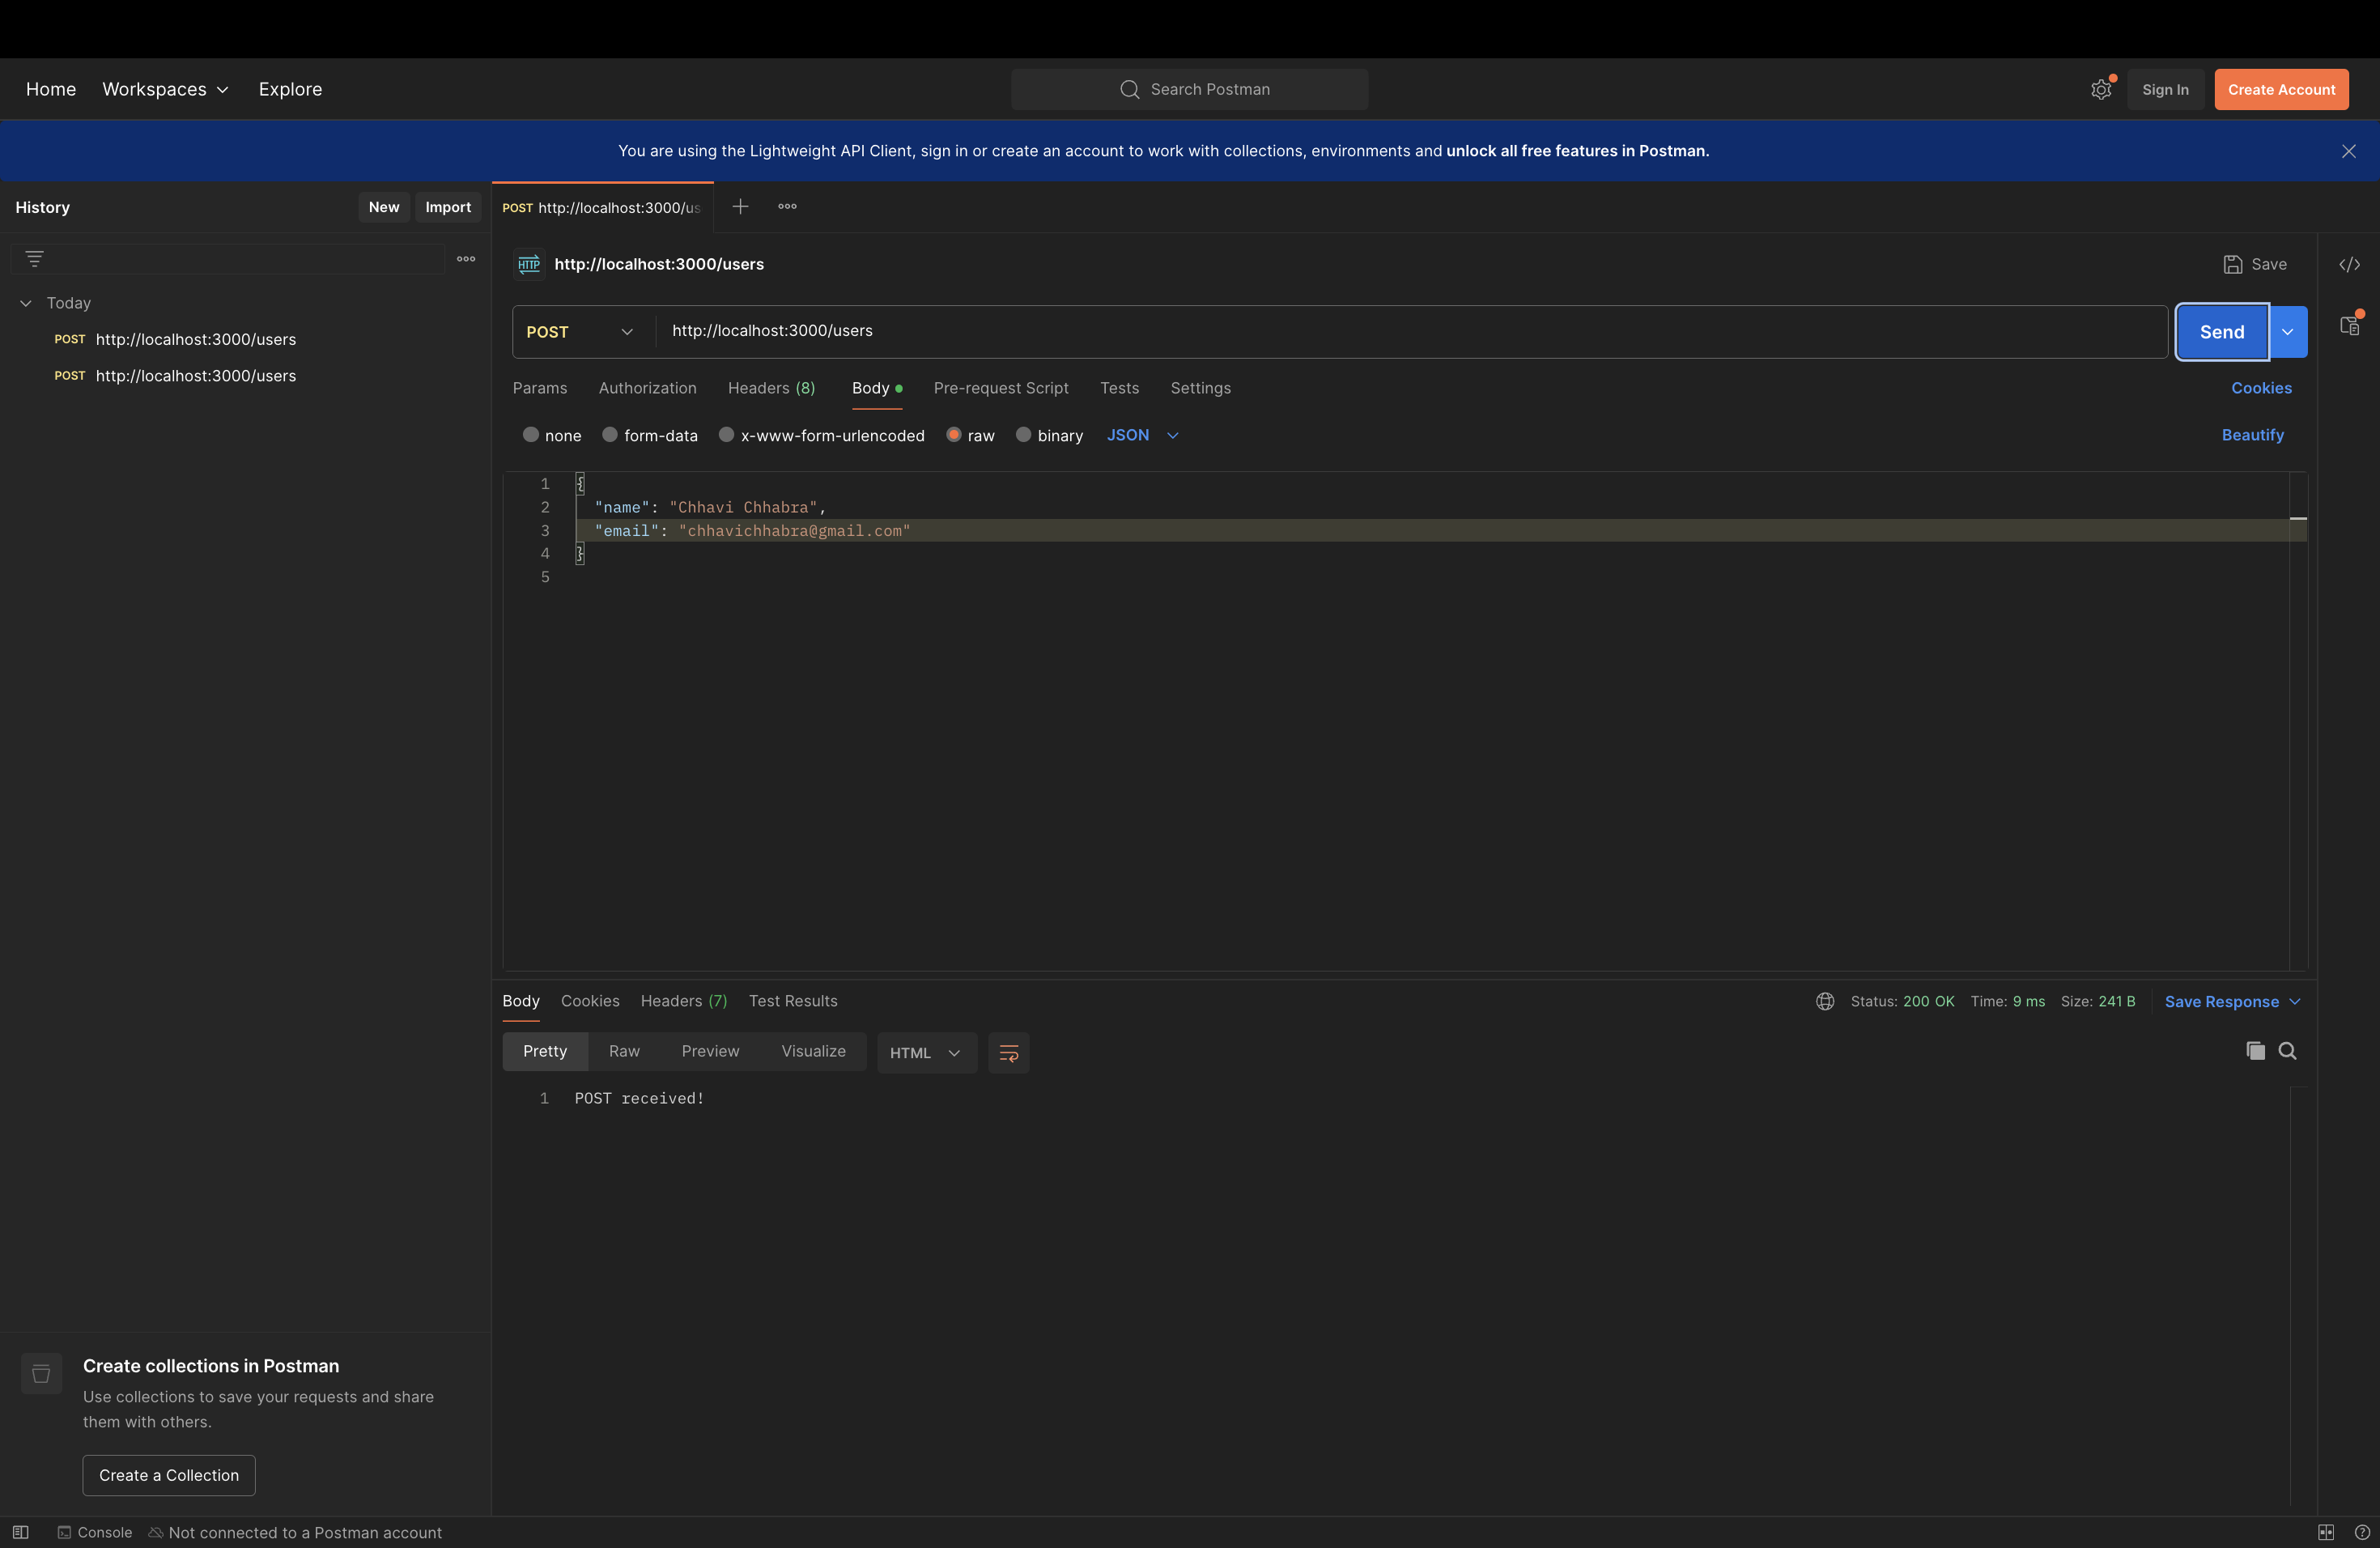 Home Workspaces Explore Search Postman Sign In Create Account
You are using the Lightweight API Client, sign in or create an account to work with collections, environments and unlock all free features in Postman.
History New Import
Today
POST http://localhost:3000/users
POST http://localhost:3000/users
Create collections in Postman
Use collections to save your requests and share
them with others.
Create a Collection
POST http://localhost:3000/us
HTTP http://localhost:3000/users Save
POST http://localhost:3000/users Send
Params Authorization Headers (8) Body Pre-request Script Tests Settings Cookies
none form-data x-www-form-urlencoded raw binary JSON Beautify
1 {
2 "name": "Chhavi Chhabra",
3 "email": "chhavichhabra@gmail.com"
4 }
5
Body Cookies Headers (7) Test Results Status: 200 OK Time: 9 ms Size: 241 B Save Response
Pretty Raw Preview Visualize HTML
1 POST received!
Console Not connected to a Postman account